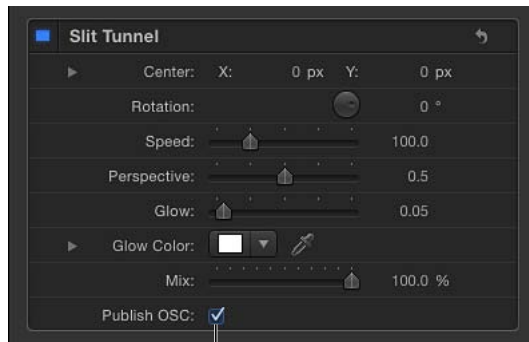 Slit Tunnel
Center: X: 0 px Y: 0 px
Rotation: 0 °
Speed: 100.0
Perspective: 0.5
Glow: 0.05
Glow Color:
Mix: 100.0 %
Publish OSC: